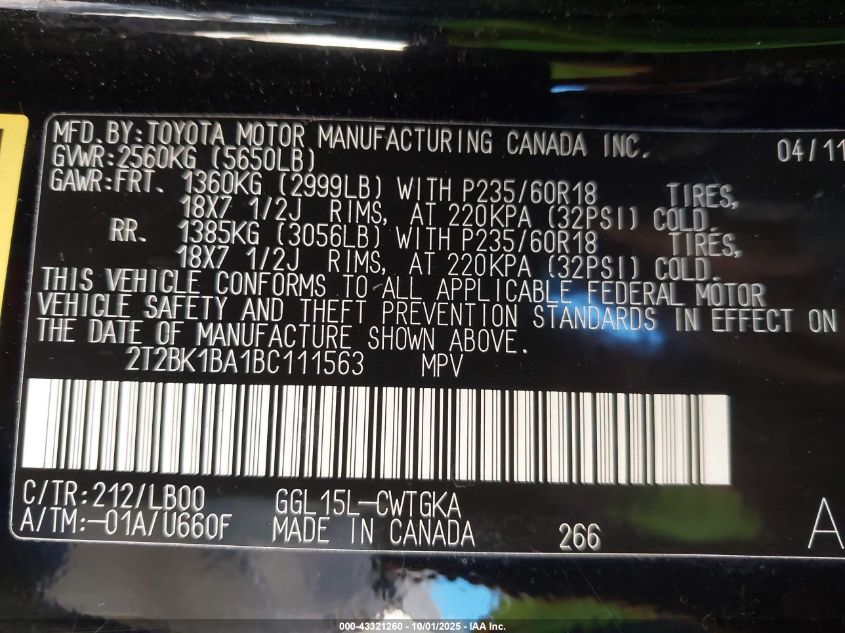 MFD. BY: TOYOTA MOTOR MANUFACTURING CANADA INC. 04/11
GVWR: 2560KG (5650LB)
GAWR: FRT. 1360KG (2999LB) WITH P235/60R18 TIRES,
18X7 1/2J RIMS, AT 220KPA (32PSI) COLD.
RR. 1385KG (3056LB) WITH P235/60R18 TIRES,
18X7 1/2J RIMS, AT 220KPA (32PSI) COLD.
THIS VEHICLE CONFORMS TO ALL APPLICABLE FEDERAL MOTOR
VEHICLE SAFETY AND THEFT PREVENTION STANDARDS IN EFFECT ON
THE DATE OF MANUFACTURE SHOWN ABOVE.
2T2BK1BA1BC111563 MPV
C/TR: 212/LB00 GGL15L-CWTGKA
A/TM: -01A/U660F MADE IN CANADA 266 A
000-43321260 - 10/01/2025 - IAA Inc.